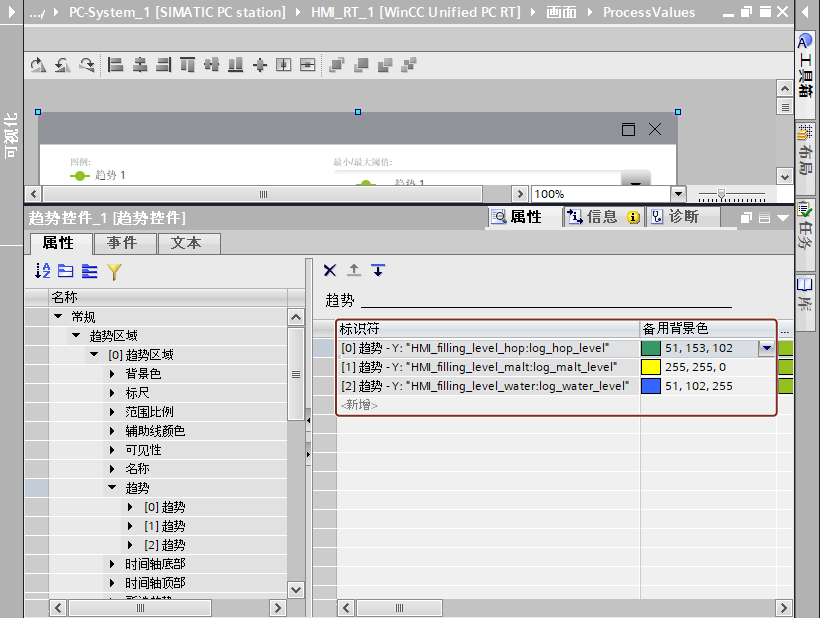 .../ PC-System_1 [SIMATIC PC station] HMI_RT_1 [WinCC Unified PC RT] 画面 ProcessValues
工具箱
布局
任务
库
可视化
图例:
趋势 1
最小/最大阈值:
趋势 1
100%
趋势控件_1 [趋势控件]
属性
信息
诊断
属性
事件
文本
名称
常规
趋势区域
[0] 趋势区域
背景色
标尺
范围比例
辅助线颜色
可见性
名称
趋势
[0] 趋势
[1] 趋势
[2] 趋势
时间轴底部
时间轴顶部
趋势
标识符 备用背景色 ...
[0] 趋势 - Y: "HMI_filling_level_hop:log_hop_level" 51, 153, 102
[1] 趋势 - Y: "HMI_filling_level_malt:log_malt_level" 255, 255, 0
[2] 趋势 - Y: "HMI_filling_level_water:log_water_level" 51, 102, 255
<新增>